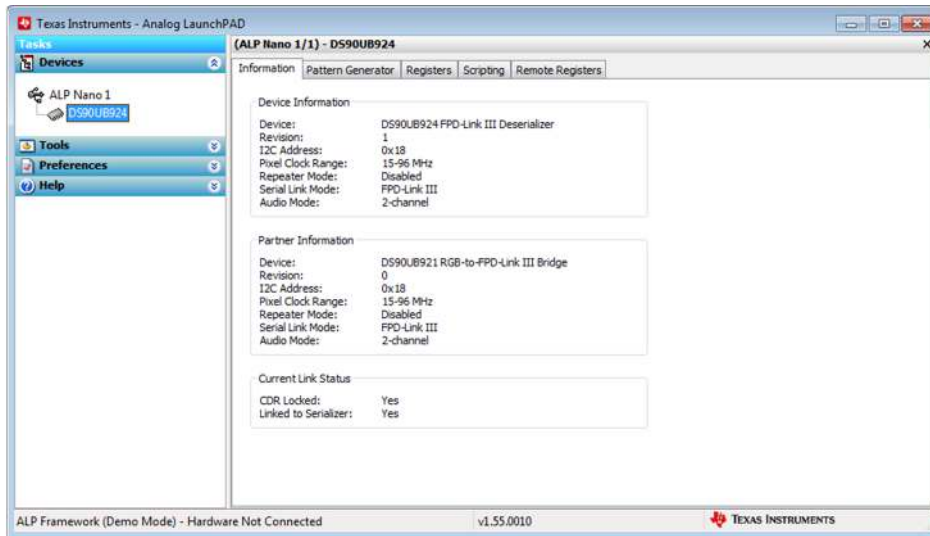 Texas Instruments - Analog LaunchPAD
Tasks
Devices
ALP Nano 1
DS90UB924
Tools
Preferences
Help
(ALP Nano 1/1) - DS90UB924
Information Pattern Generator Registers Scripting Remote Registers
Device Information
Device: DS90UB924 FPD-Link III Deserializer
Revision: 1
I2C Address: 0x18
Pixel Clock Range: 15-96 MHz
Repeater Mode: Disabled
Serial Link Mode: FPD-Link III
Audio Mode: 2-channel
Partner Information
Device: DS90UB921 RGB-to-FPD-Link III Bridge
Revision: 0
I2C Address: 0x18
Pixel Clock Range: 15-96 MHz
Repeater Mode: Disabled
Serial Link Mode: FPD-Link III
Audio Mode: 2-channel
Current Link Status
CDR Locked: Yes
Linked to Serializer: Yes
ALP Framework (Demo Mode) - Hardware Not Connected v1.55.0010 TEXAS INSTRUMENTS